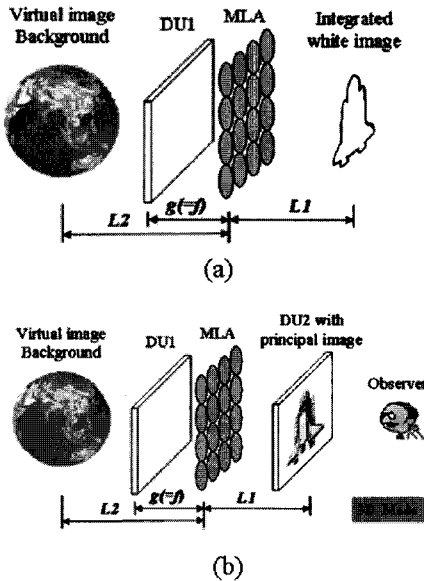 Virtual image
Background
DU1
MLA
Integrated
white image
L2
g(=f)
L1
(a)
Virtual image
Background
DU1
MLA
DU2 with
principal image
Observer
L2
g(=f)
L1
(b)